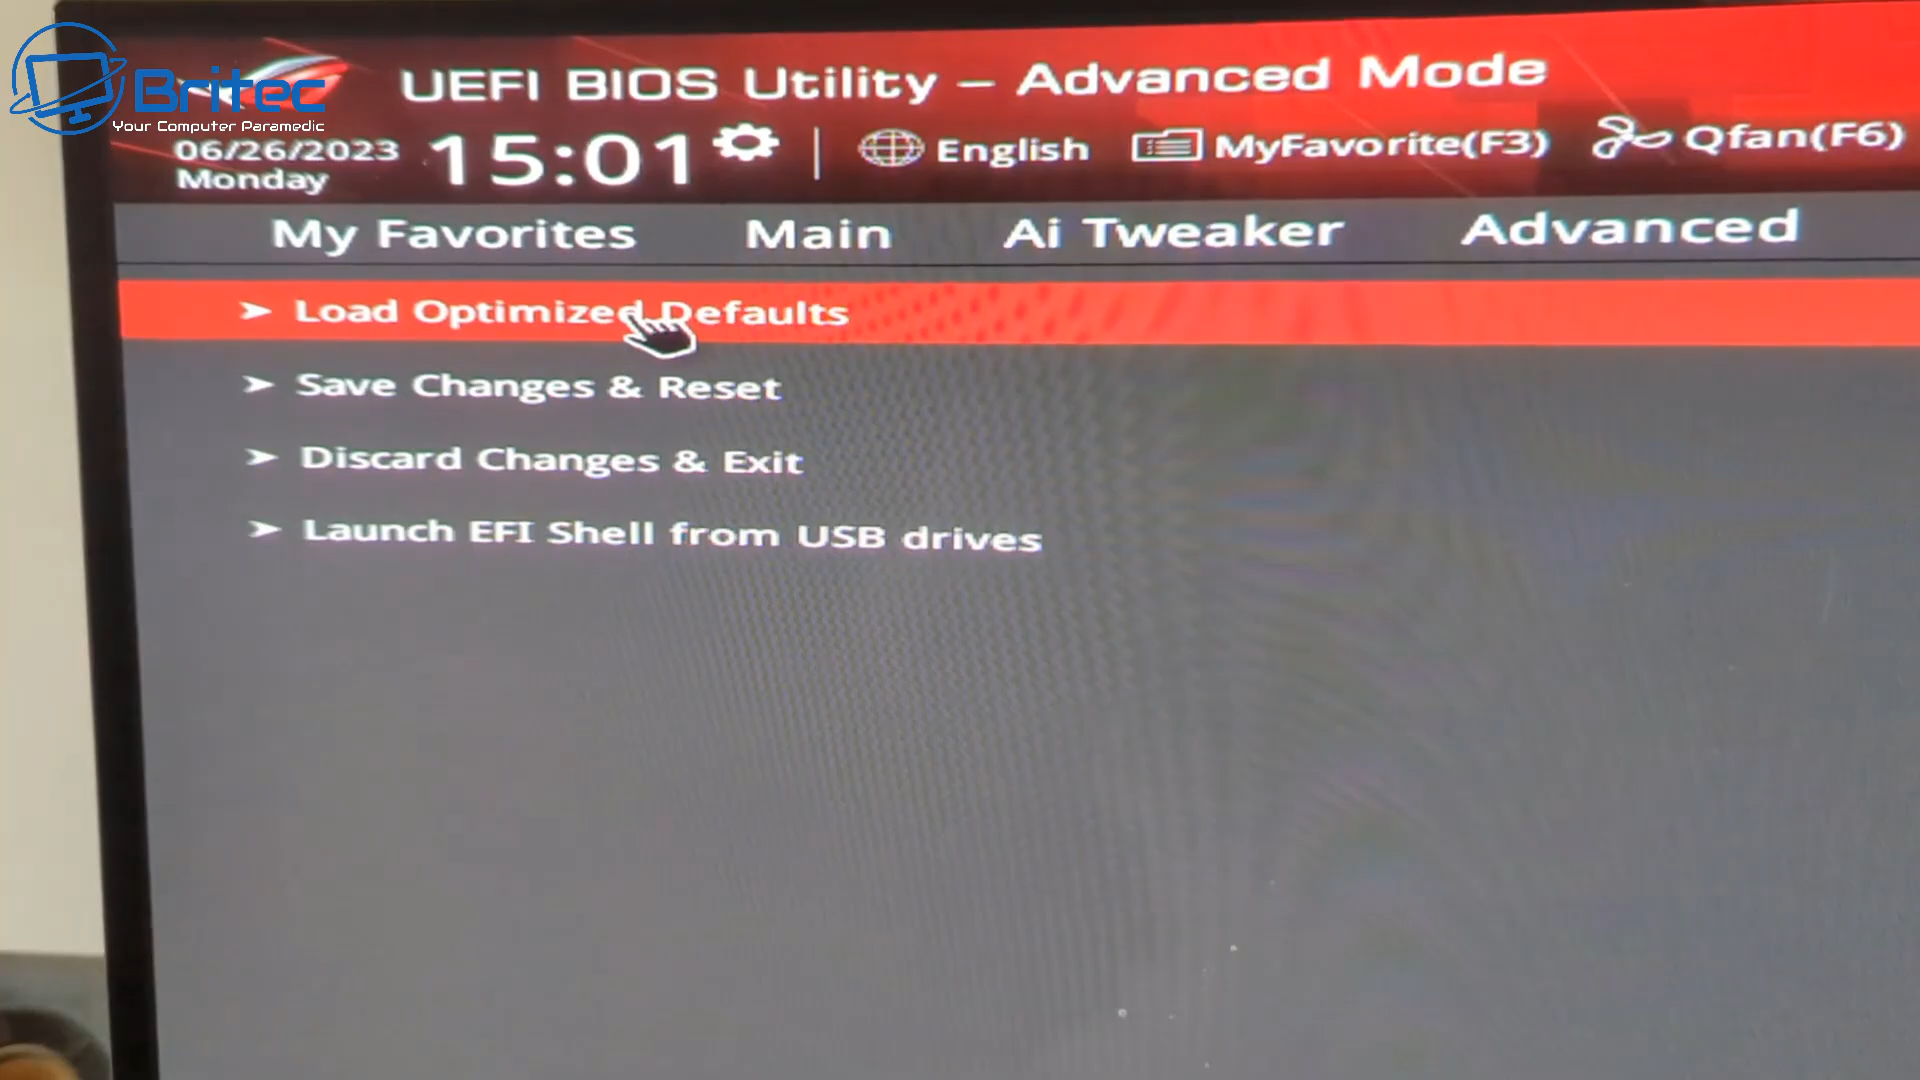 Britec
Your Computer Paramedic
UEFI BIOS Utility – Advanced Mode
06/26/2023
Monday
15:01
English
MyFavorite(F3)
Qfan(F6)
My Favorites
Main
Ai Tweaker
Advanced
Load Optimized Defaults
Save Changes & Reset
Discard Changes & Exit
Launch EFI Shell from USB drives